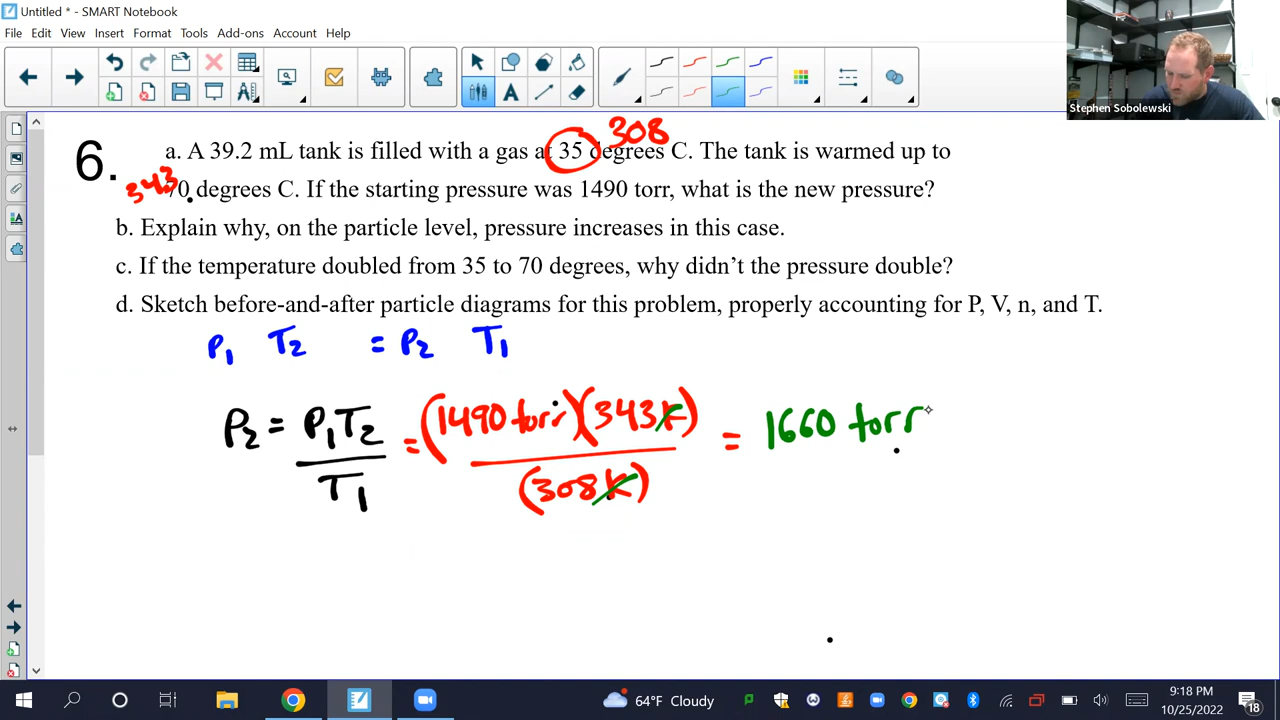 Untitled * - SMART Notebook
File Edit View Insert Format Tools Add-ons Account Help
Stephen Sobolewski
308
6. a. A 39.2 mL tank is filled with a gas at 35 degrees C. The tank is warmed up to
343
70 degrees C. If the starting pressure was 1490 torr, what is the new pressure?
b. Explain why, on the particle level, pressure increases in this case.
c. If the temperature doubled from 35 to 70 degrees, why didn't the pressure double?
d. Sketch before-and-after particle diagrams for this problem, properly accounting for P, V, n, and T.
P1 T2 = P2 T1
P2 = P1T2 = (1490 torr)(343K) = 1660 torr
T1 (308K)
64°F Cloudy
9:18 PM
10/25/2022
18